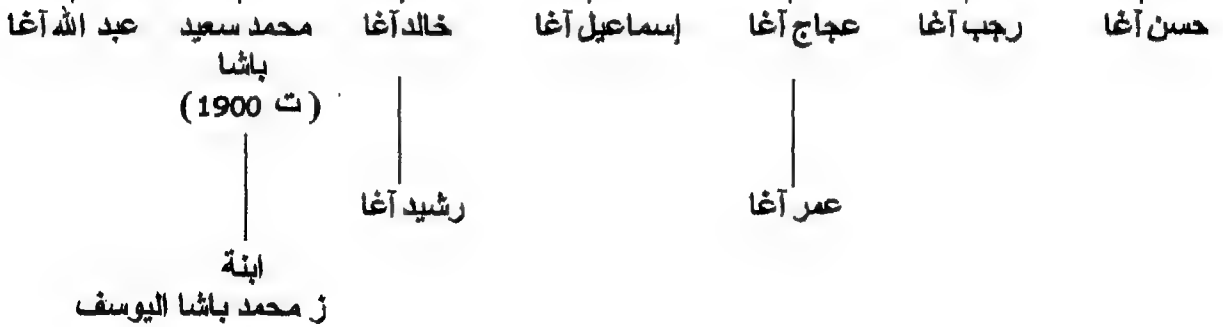 حسن آغا رجب آغا عجاج آغا إسماعيل آغا خالد آغا محمد سعيد عبد الله آغا
باشا
(ت 1900)
عمر آغا رشيد آغا
ابنة
ز محمد باشا اليوسف